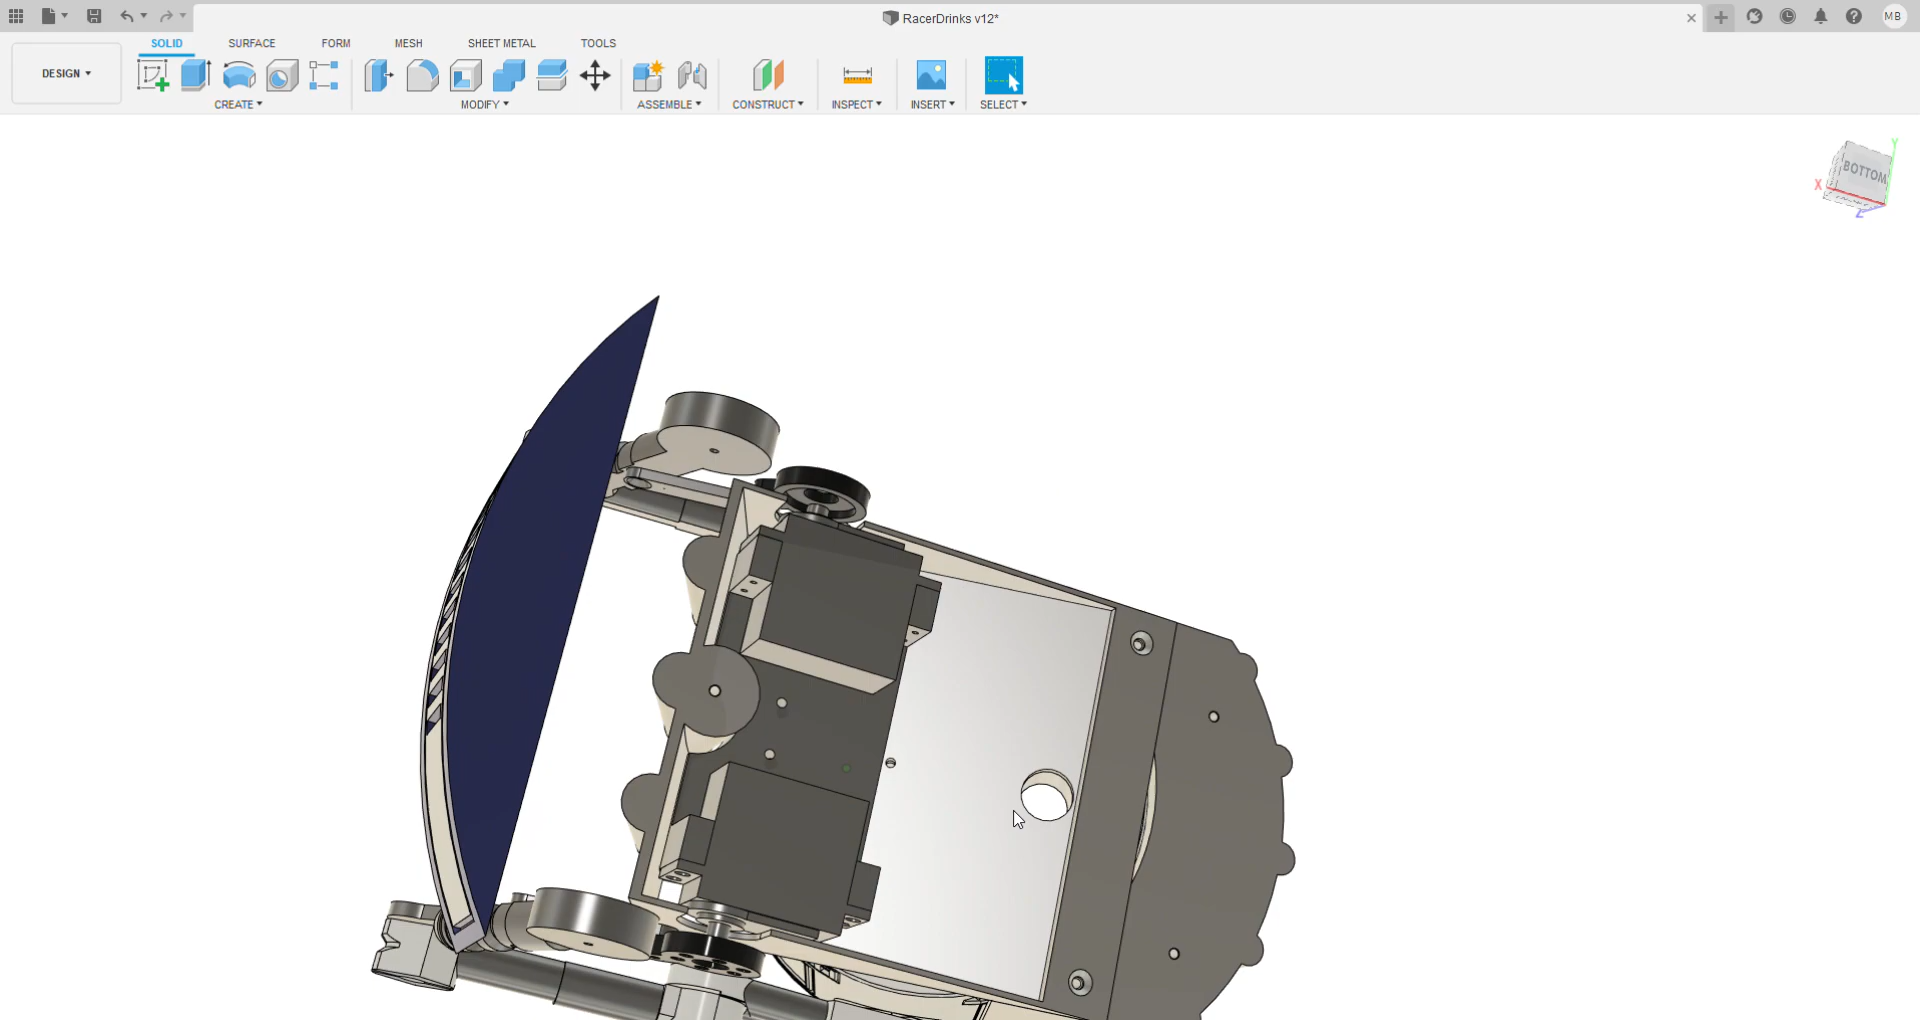 RacerDrinks v12*
MB
SOLID SURFACE FORM MESH SHEET METAL TOOLS
DESIGN
CREATE MODIFY ASSEMBLE CONSTRUCT INSPECT INSERT SELECT
Y
BOTTOM
X
Z